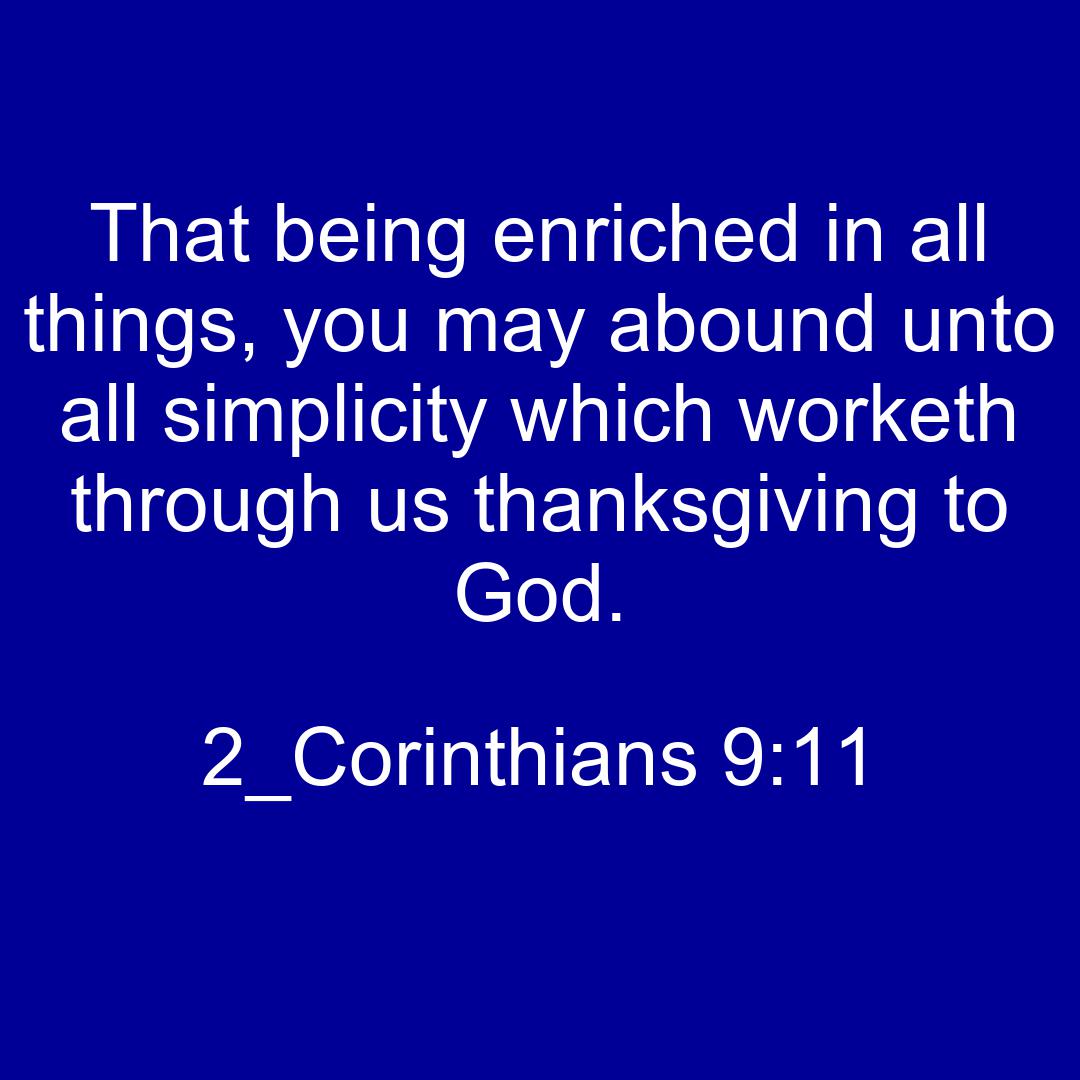 That being enriched in all
things, you may abound unto
all simplicity which worketh
through us thanksgiving to
God.
2_Corinthians 9:11